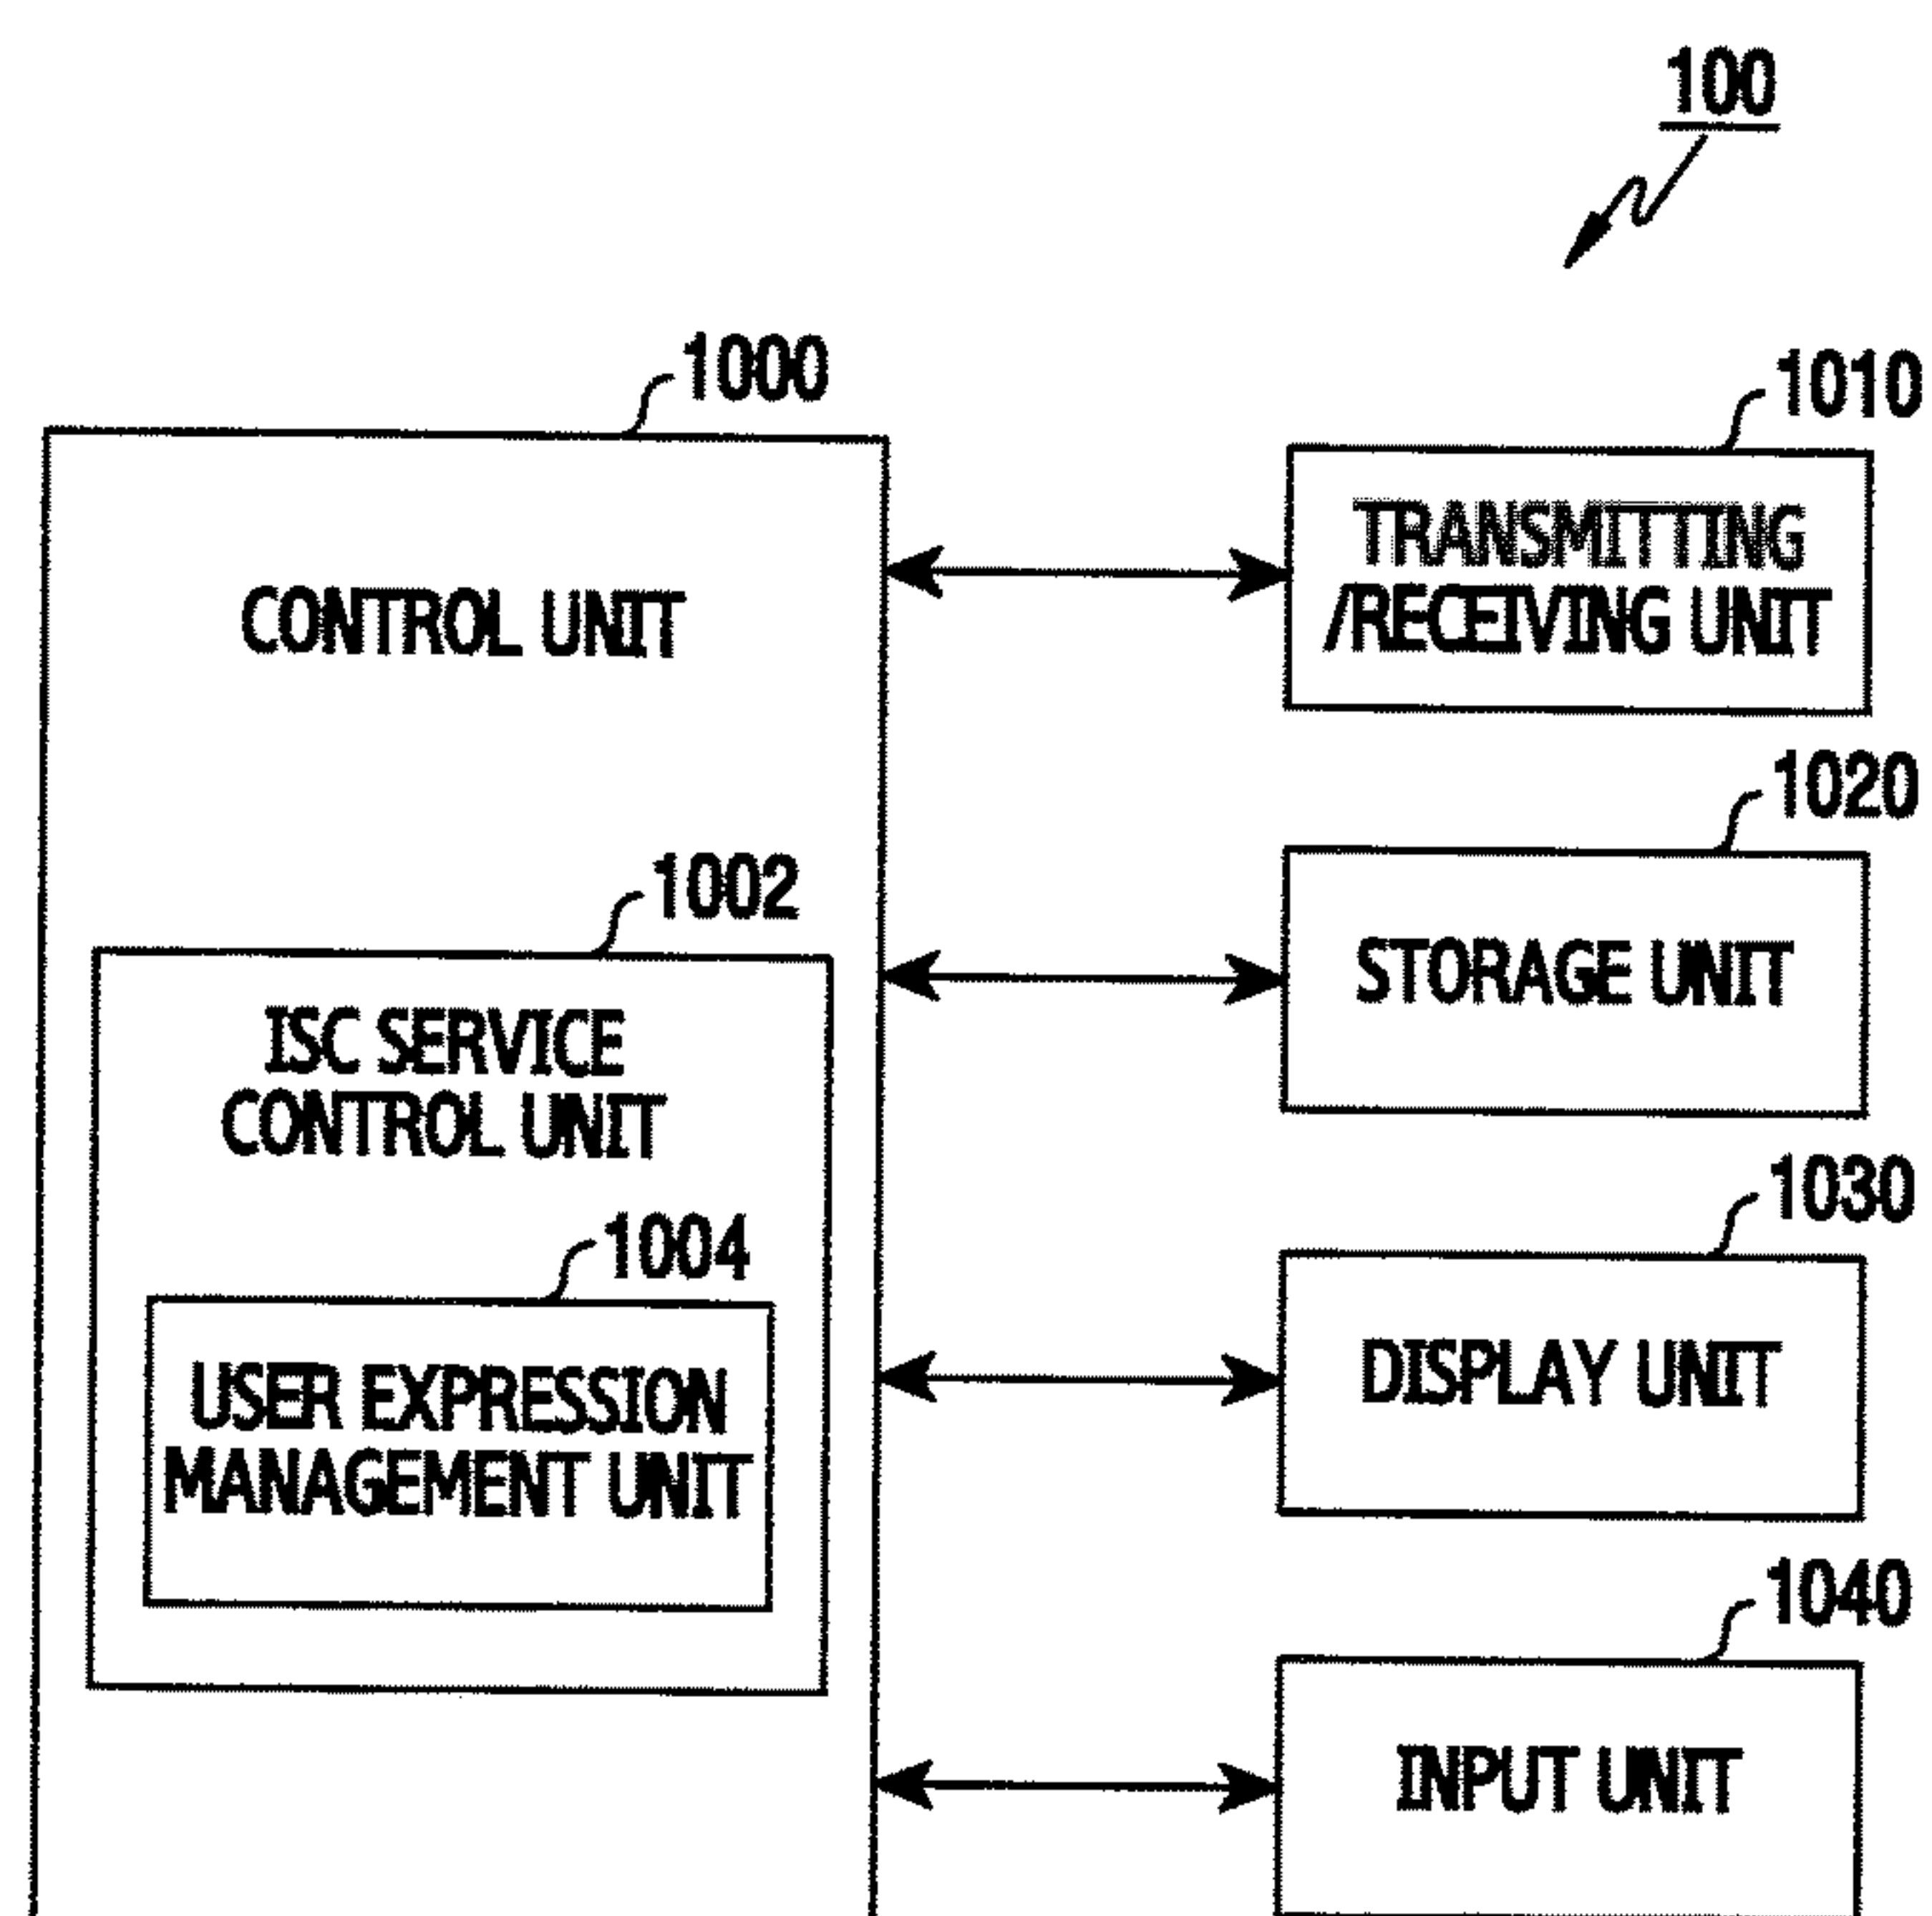 100
1000
CONTROL UNIT
1002
ISC SERVICE
CONTROL UNIT
1004
USER EXPRESSION
MANAGEMENT UNIT
1010
TRANSMITTING
/RECEIVING UNIT
1020
STORAGE UNIT
1030
DISPLAY UNIT
1040
INPUT UNIT